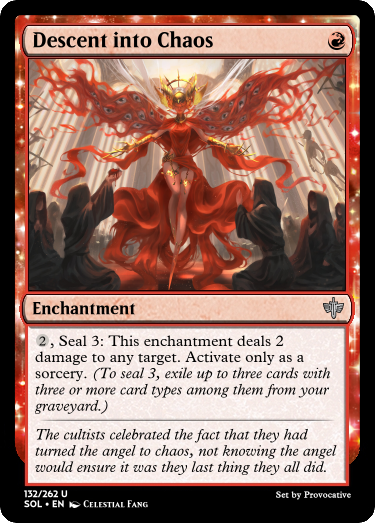 Descent into Chaos
Enchantment
2, Seal 3: This enchantment deals 2
damage to any target. Activate only as a
sorcery. (To seal 3, exile up to three cards with
three or more card types among them from your
graveyard.)
The cultists celebrated the fact that they had
turned the angel to chaos, not knowing the angel
would ensure it was they last thing they all did.
132/262 U
SOL • EN Celestial Fang
Set by Provocative